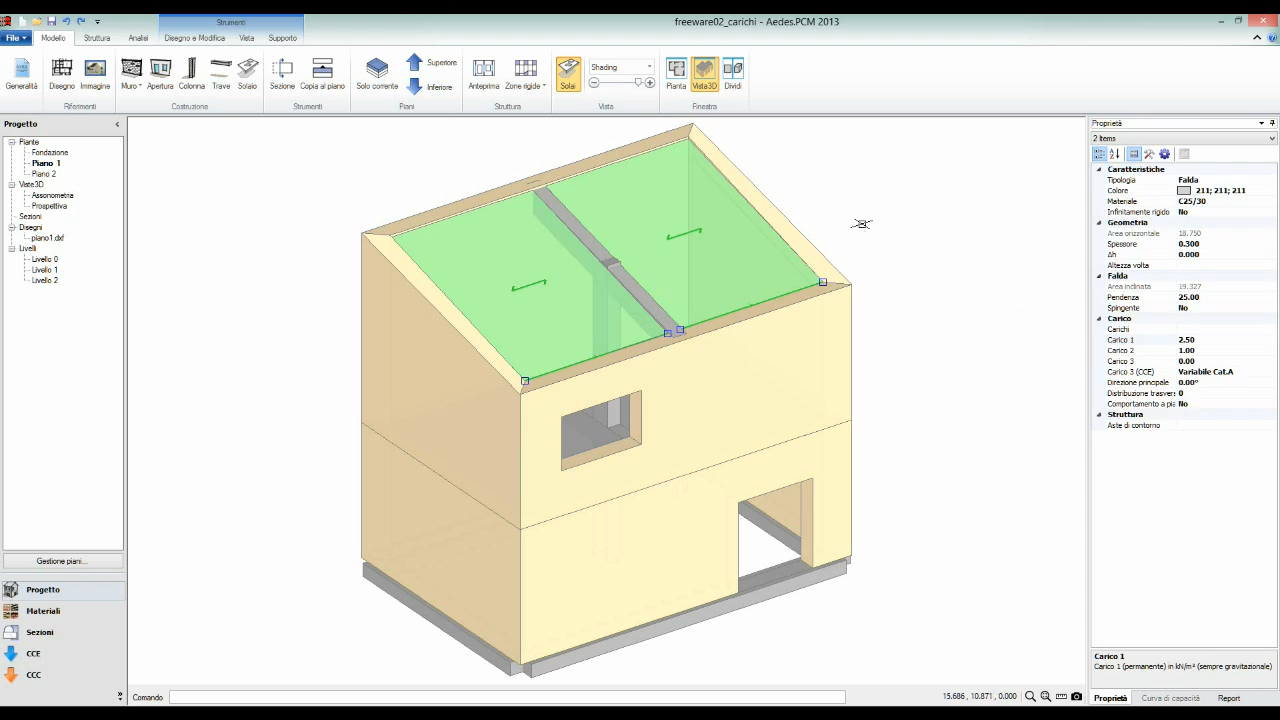 Strumenti
freeware02_carichi - Aedes.PCM 2013
File
Modello
Struttura
Analisi
Disegno e Modifica
Vista
Supporto
Generalità
Disegno
Immagine
Muro
Apertura
Colonna
Trave
Solaio
Sezione
Copia al piano
Solo corrente
Superiore
Inferiore
Anteprima
Zone rigide
Solai
Shading
Pianta
Vista3D
Dividi
Riferimenti
Costruzione
Strumenti
Piani
Struttura
Vista
Finestra
Progetto
Piante
Fondazione
Piano 1
Piano 2
Viste3D
Assonometria
Prospettiva
Sezioni
Disegni
piano1.dxf
Livelli
Livello 0
Livello 1
Livello 2
Gestione piani...
Progetto
Materiali
Sezioni
CCE
CCC
Comando
15.686 , 10.871 , 0.000
Proprietà
2 Items
Caratteristiche
Tipologia Falda
Colore 211; 211; 211
Materiale C25/30
Infinitamente rigido No
Geometria
Area orizzontale 18.750
Spessore 0.300
Δh 0.000
Altezza volta
Falda
Area inclinata 19.327
Pendenza 25.00
Spingente No
Carico
Carichi
Carico 1 2.50
Carico 2 1.00
Carico 3 0.00
Carico 3 (CCE) Variabile Cat.A
Direzione principale 0.00°
Distribuzione trasvers 0
Comportamento a pia No
Struttura
Aste di contorno
Carico 1
Carico 1 (permanente) in kN/m² (sempre gravitazionale)
Proprietà
Curva di capacità
Report